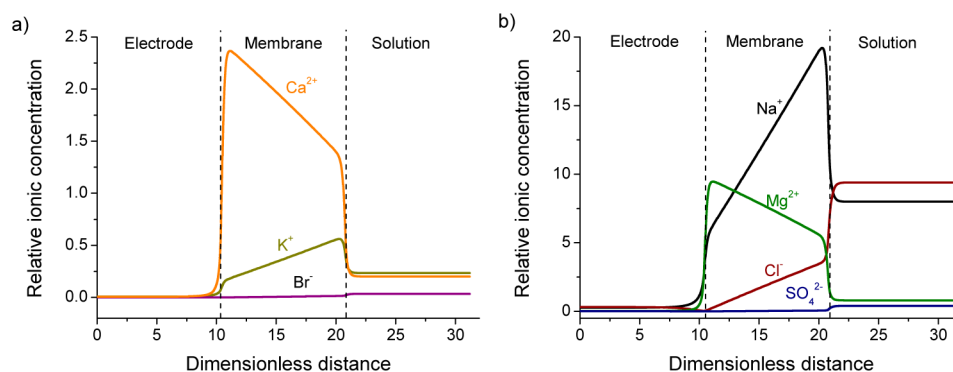 a)
Electrode Membrane Solution
Ca²⁺
K⁺
Br⁻
Relative ionic concentration
2.5
2.0
1.5
1.0
0.5
0.0
0 5 10 15 20 25 30
Dimensionless distance
b)
Electrode Membrane Solution
Na⁺
Mg²⁺
Cl⁻
SO₄²⁻
Relative ionic concentration
20
15
10
5
0
0 5 10 15 20 25 30
Dimensionless distance